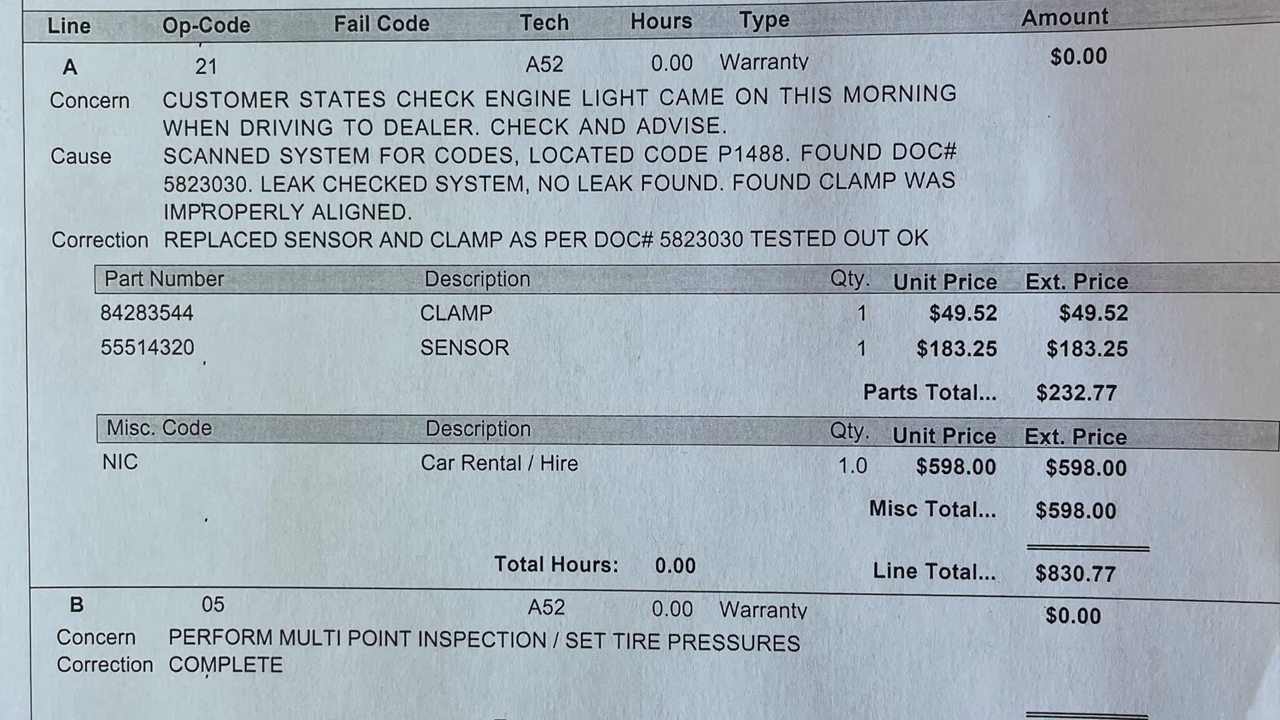 Line Op-Code Fail Code Tech Hours Type Amount
A 21 A52 0.00 Warranty $0.00
Concern CUSTOMER STATES CHECK ENGINE LIGHT CAME ON THIS MORNING
WHEN DRIVING TO DEALER. CHECK AND ADVISE.
Cause SCANNED SYSTEM FOR CODES, LOCATED CODE P1488. FOUND DOC#
5823030. LEAK CHECKED SYSTEM, NO LEAK FOUND. FOUND CLAMP WAS
IMPROPERLY ALIGNED.
Correction REPLACED SENSOR AND CLAMP AS PER DOC# 5823030 TESTED OUT OK
Part Number Description Qty. Unit Price Ext. Price
84283544 CLAMP 1 $49.52 $49.52
55514320 SENSOR 1 $183.25 $183.25
Parts Total... $232.77
Misc. Code Description Qty. Unit Price Ext. Price
NIC Car Rental / Hire 1.0 $598.00 $598.00
Misc Total... $598.00
Total Hours: 0.00 Line Total... $830.77
B 05 A52 0.00 Warranty $0.00
Concern PERFORM MULTI POINT INSPECTION / SET TIRE PRESSURES
Correction COMPLETE